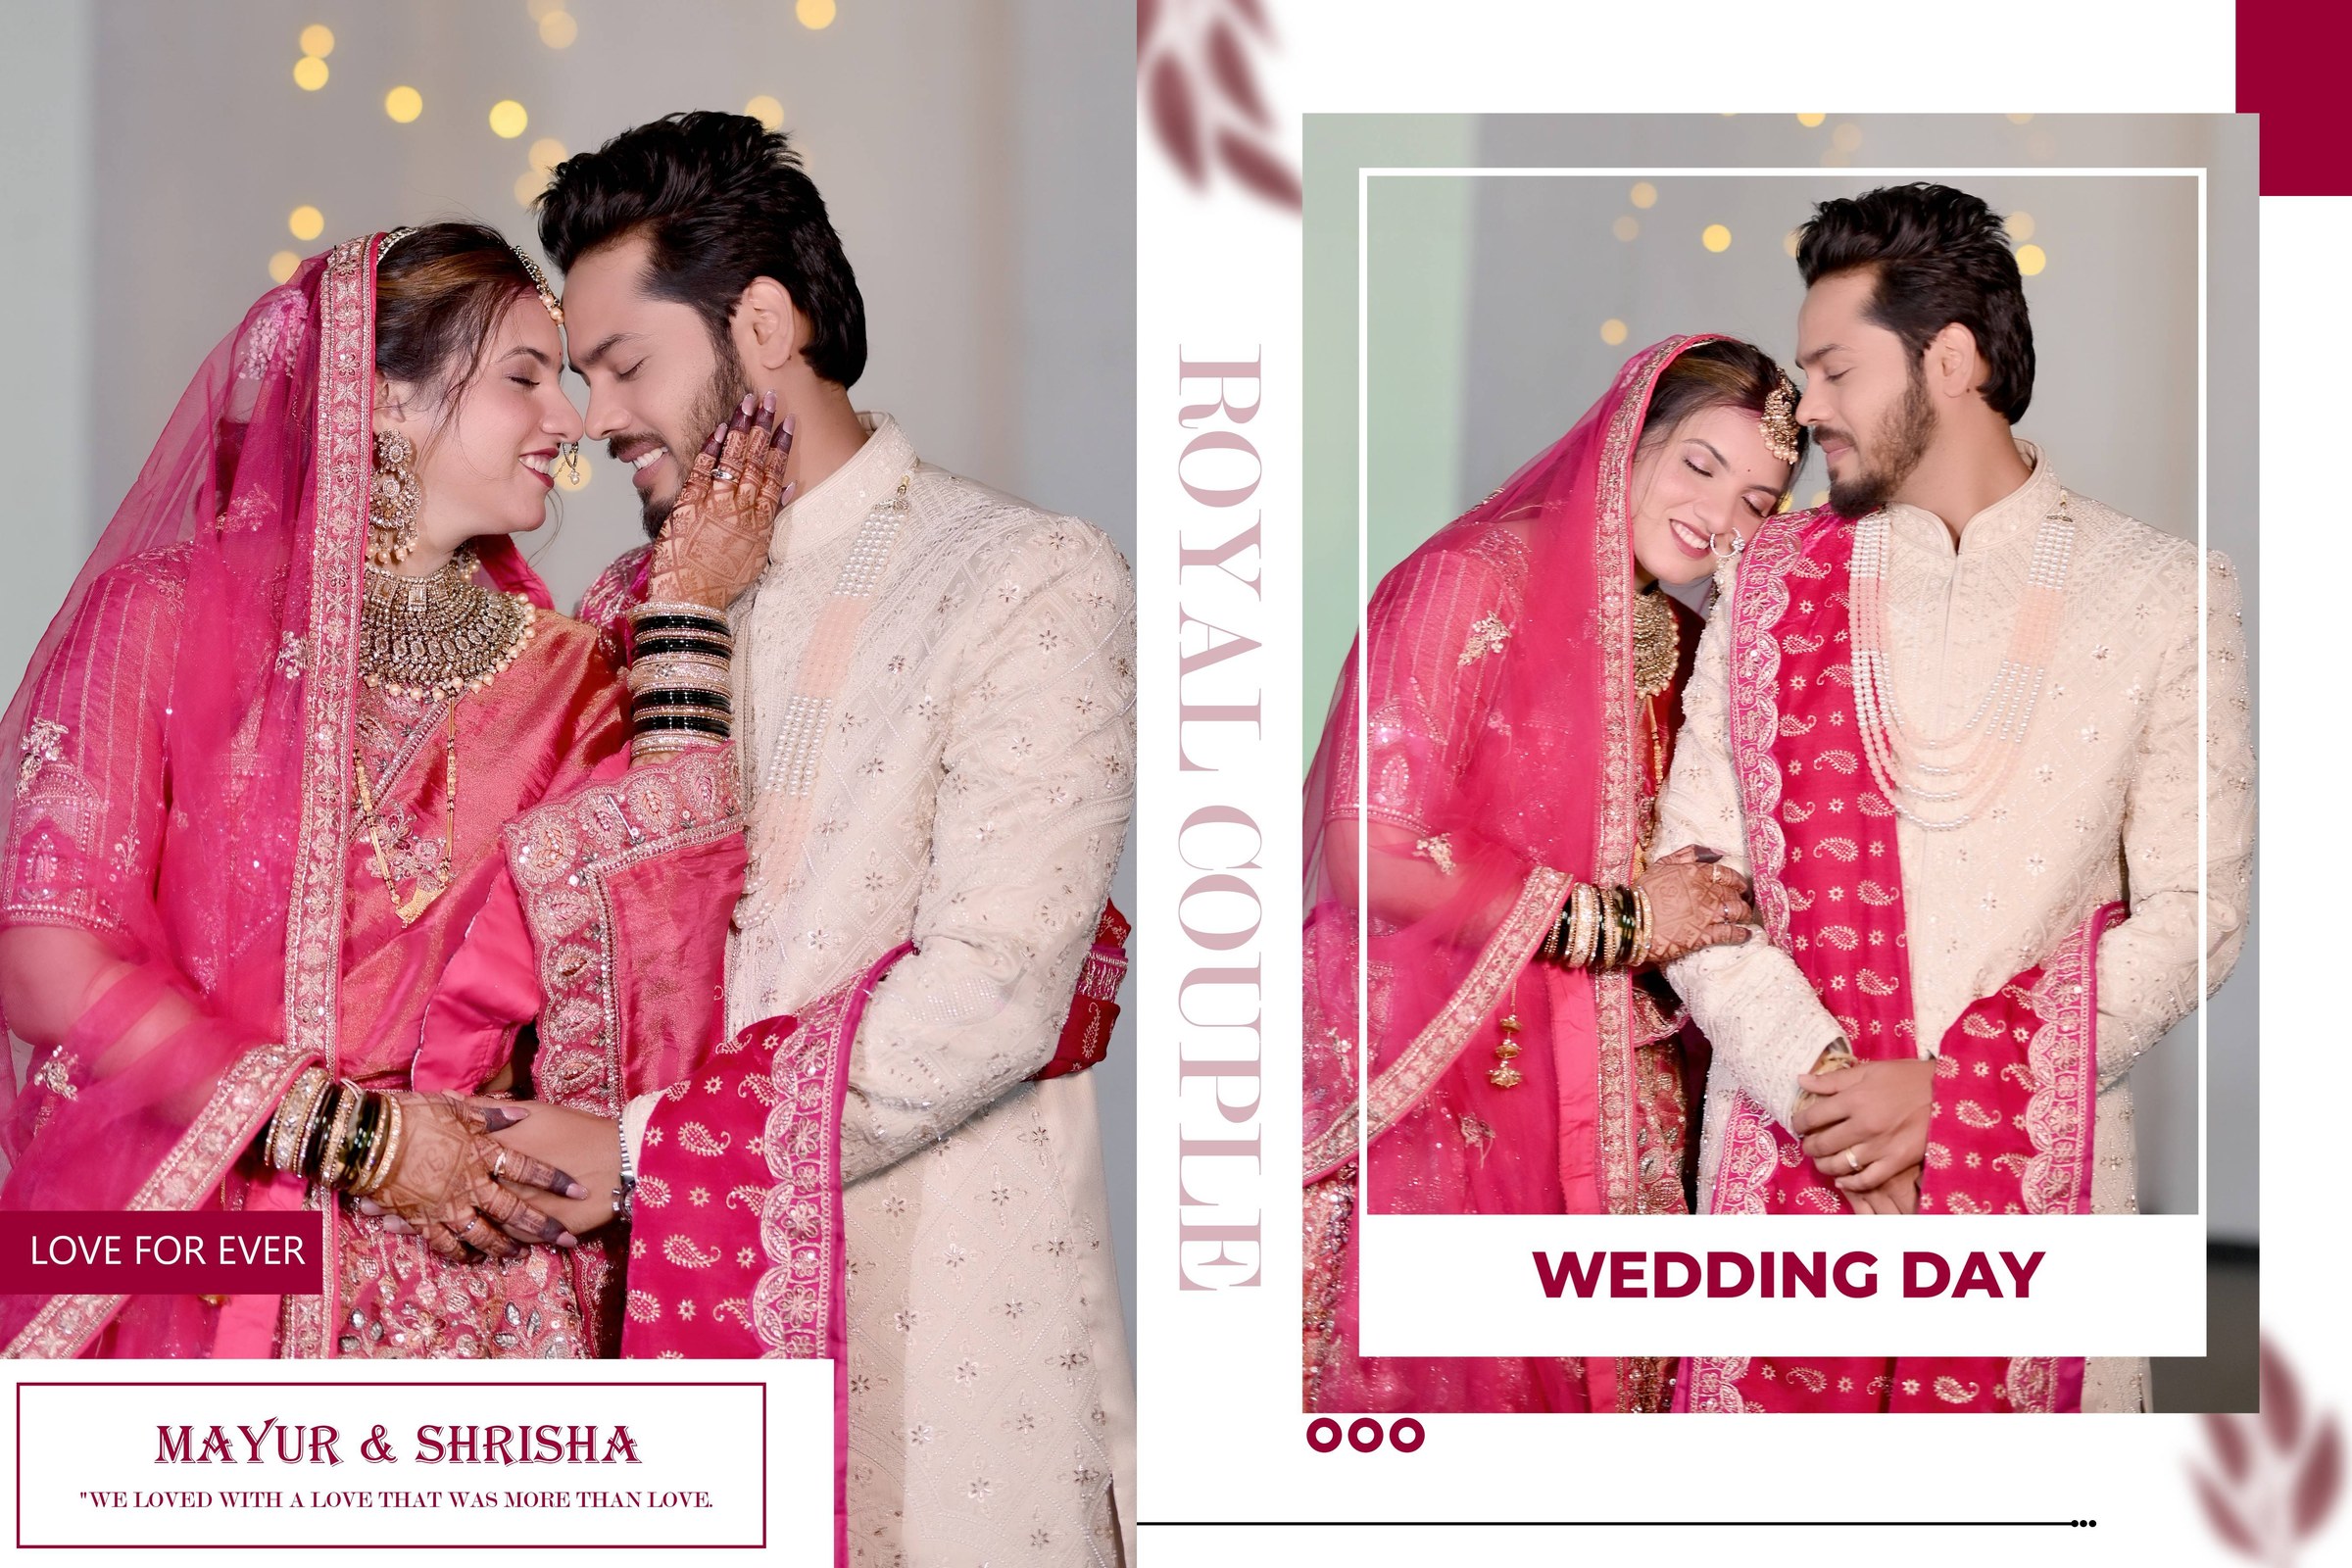 LOVE FOR EVER
MAYUR & SHRISHA
"WE LOVED WITH A LOVE THAT WAS MORE THAN LOVE.
ROYAL COUPLE
WEDDING DAY